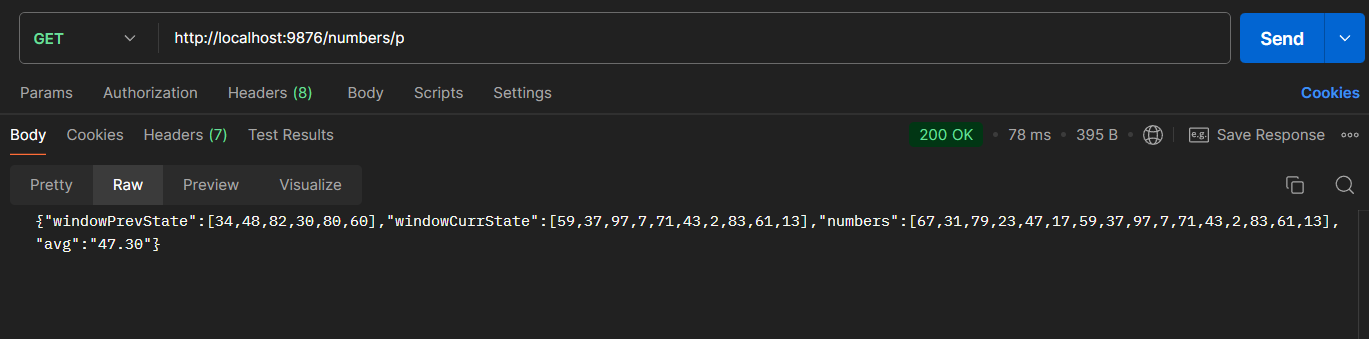 GET http://localhost:9876/numbers/p Send
Params Authorization Headers (8) Body Scripts Settings Cookies
Body Cookies Headers (7) Test Results 200 OK • 78 ms • 395 B • e.g. Save Response
Pretty Raw Preview Visualize
{"windowPrevState":[34,48,82,30,80,60],"windowCurrState":[59,37,97,7,71,43,2,83,61,13],"numbers":[67,31,79,23,47,17,59,37,97,7,71,43,2,83,61,13],
"avg":"47.30"}